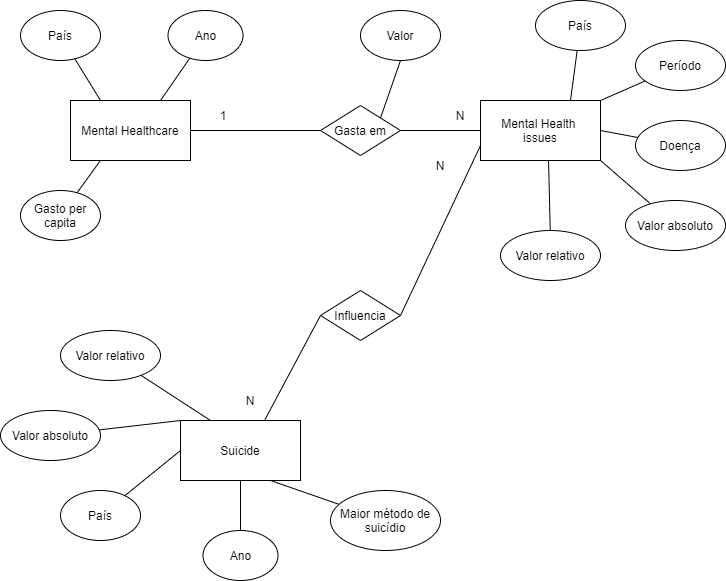 País
Ano
Valor
País
Período
Mental Healthcare
1
Gasta em
N
Mental Health
issues
Doença
N
Gasto per
capita
Valor absoluto
Valor relativo
Influencia
Valor relativo
N
Valor absoluto
Suicide
País
Maior método de
suicídio
Ano